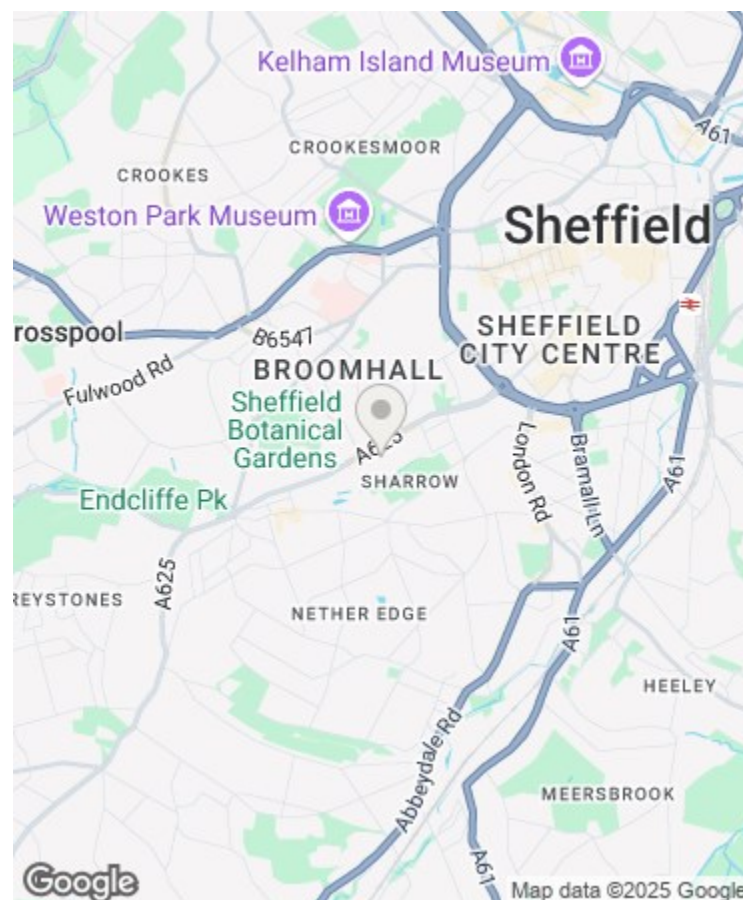 Kelham Island Museum
A61
CROOKESMOOR
CROOKES
Weston Park Museum
Sheffield
rosspool
B6547
SHEFFIELD
CITY CENTRE
Fulwood Rd
BROOMHALL
Sheffield
Botanical
Gardens
A625
SHARROW
London Rd
Bramall Ln
A61
Endcliffe Pk
A625
REYSTONES
NETHER EDGE
A61
HEELEY
Abbeydale Rd
MEERSBROOK
A61
Google
Map data ©2025 Google